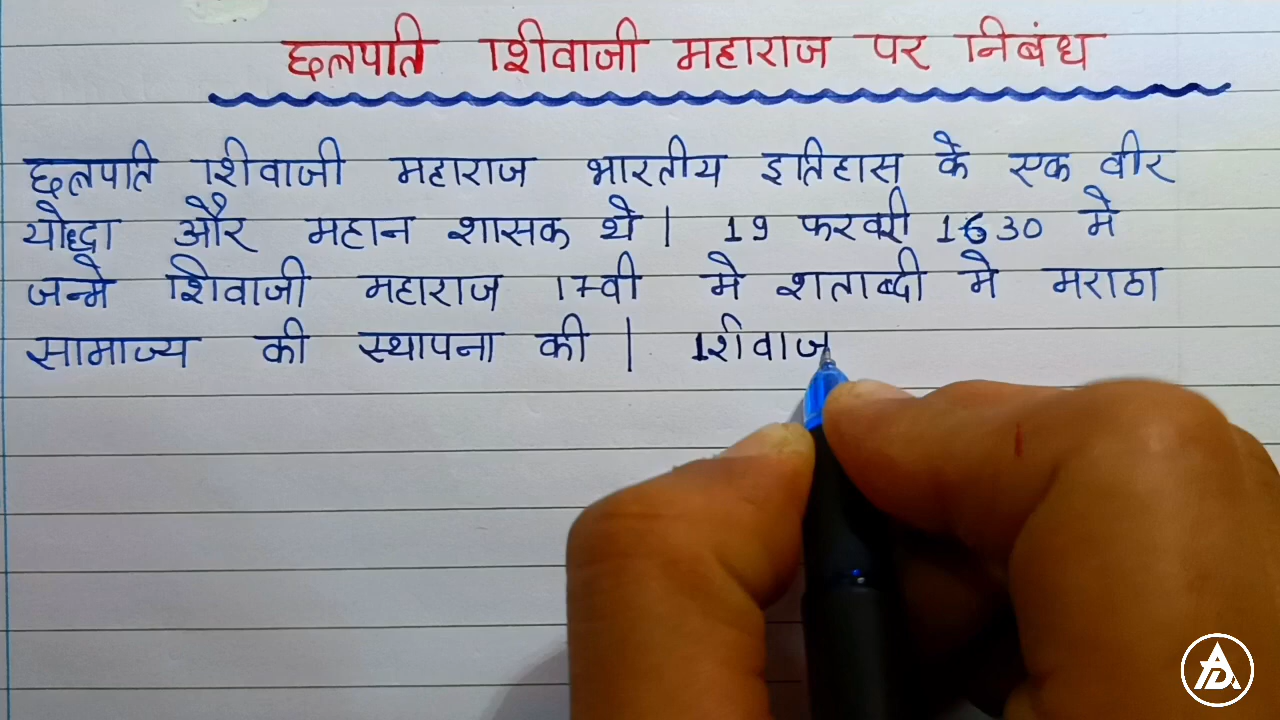 छत्रपति शिवाजी महाराज पर निबंध
छत्रपति शिवाजी महाराज भारतीय इतिहास के एक वीर
योद्धा और महान शासक थे | 19 फरवरी 1630 मे
जन्मे शिवाजी महाराज 17वी मे शताब्दी मे मराठा
सामाज्य की स्थापना की | शिवाज